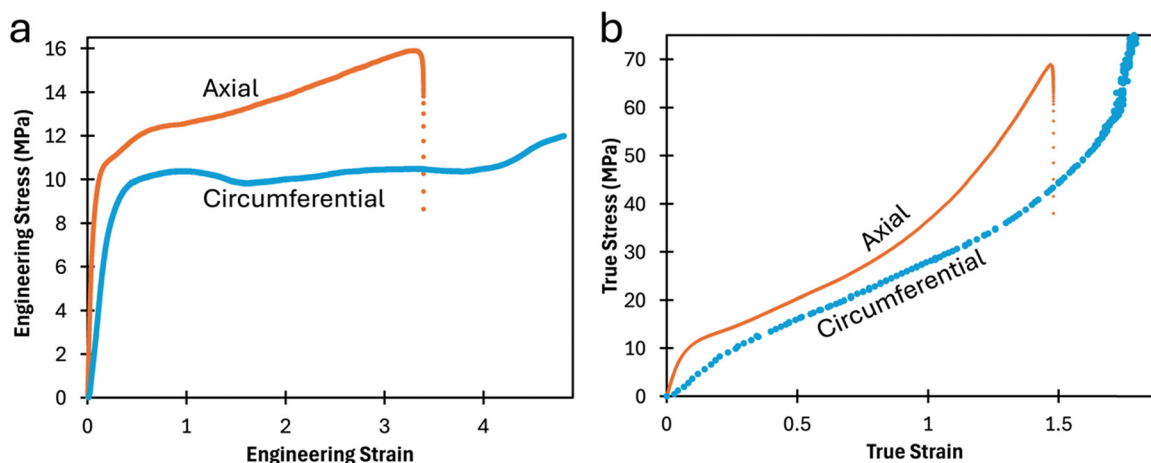 a
16
14
12
10
8
6
4
2
0
Engineering Stress (MPa)
Axial
Circumferential
0 1 2 3 4
Engineering Strain
b
70
60
50
40
30
20
10
0
True Stress (MPa)
Axial
Circumferential
0 0.5 1 1.5
True Strain